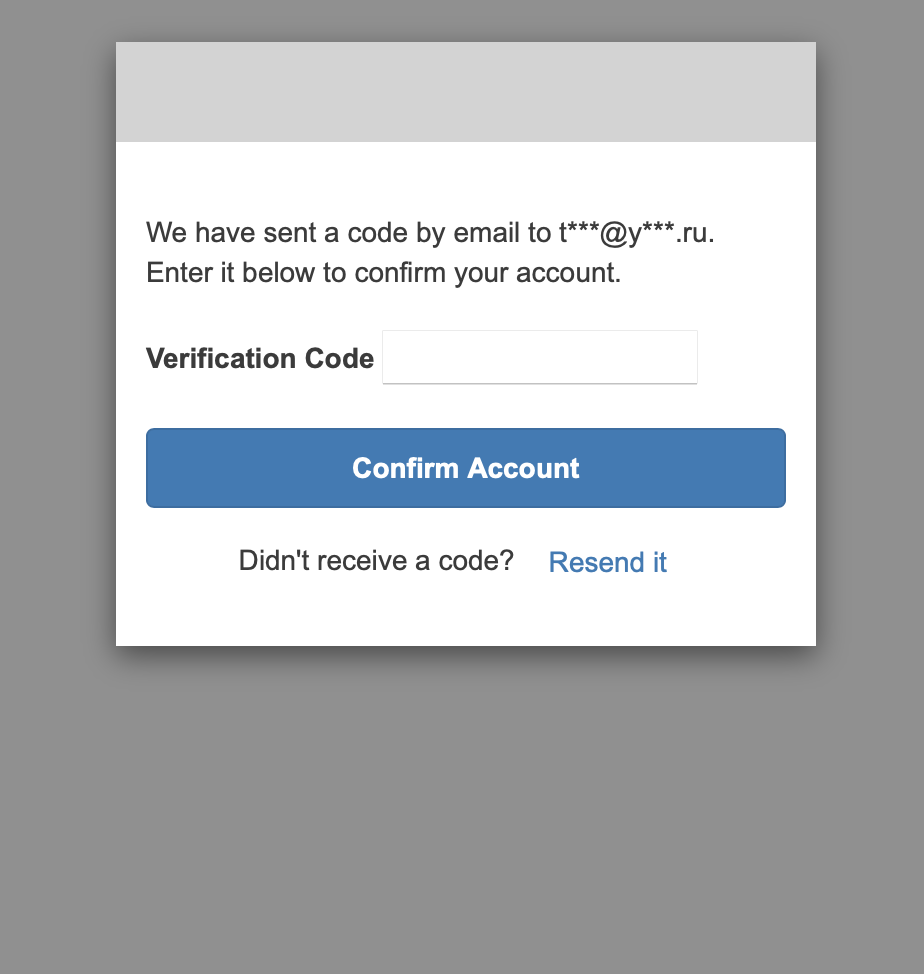 We have sent a code by email to t***@y***.ru.
Enter it below to confirm your account.
Verification Code
Confirm Account
Didn't receive a code? Resend it